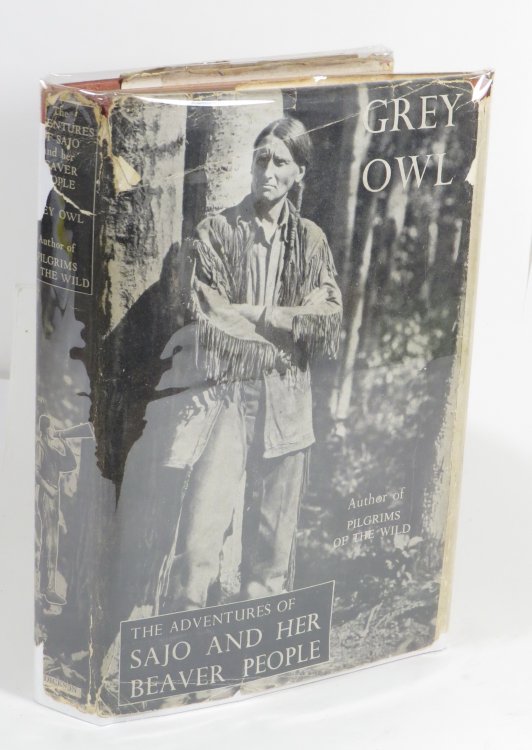 The
ADVENTURES
OF SAJO
and her
BEAVER
PEOPLE
GREY OWL
Author of
PILGRIMS
OF THE WILD
GREY
OWL
Author of
PILGRIMS
OF THE WILD
THE ADVENTURES OF
SAJO AND HER
BEAVER PEOPLE